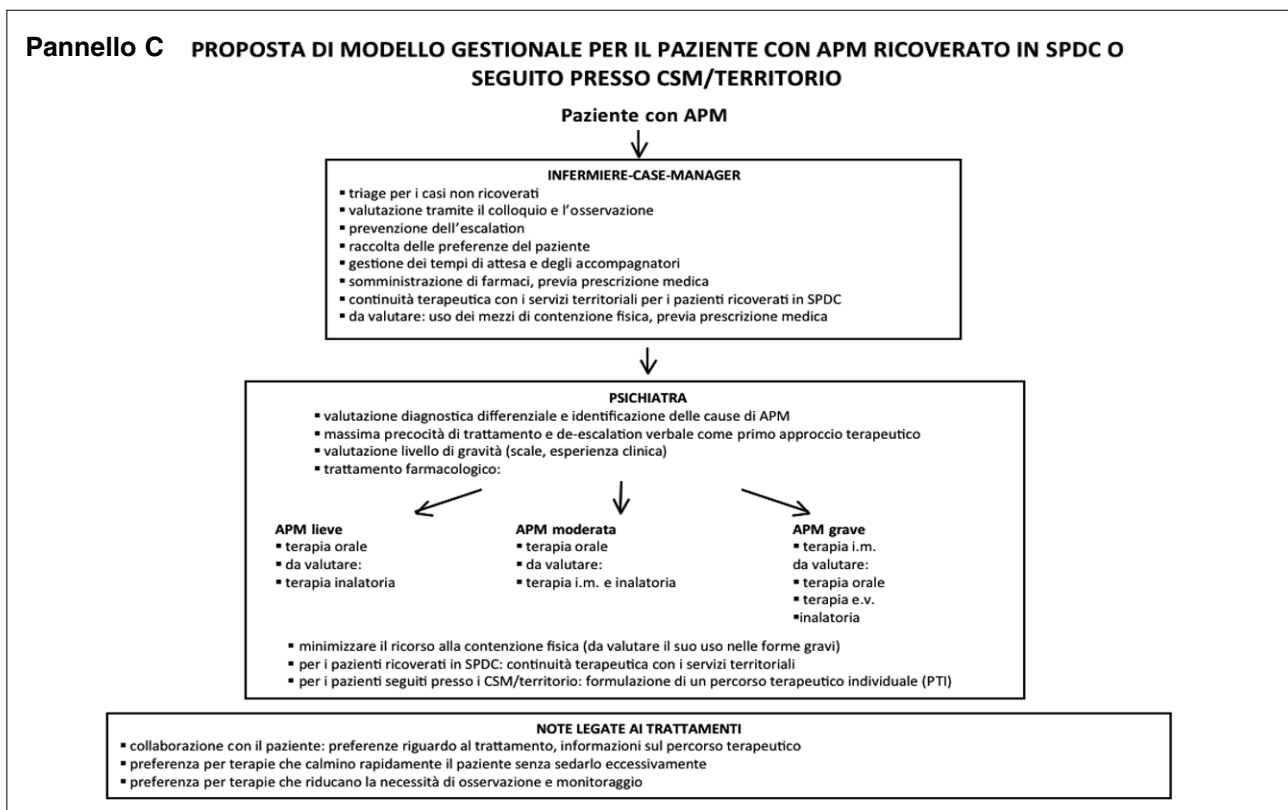 Pannello C PROPOSTA DI MODELLO GESTIONALE PER IL PAZIENTE CON APM RICOVERATO IN SPDC O
SEGUITO PRESSO CSM/TERRITORIO
Paziente con APM
INFERMIERE-CASE-MANAGER
▪ triage per i casi non ricoverati
▪ valutazione tramite il colloquio e l'osservazione
▪ prevenzione dell'escalation
▪ raccolta delle preferenze del paziente
▪ gestione dei tempi di attesa e degli accompagnatori
▪ somministrazione di farmaci, previa prescrizione medica
▪ continuità terapeutica con i servizi territoriali per i pazienti ricoverati in SPDC
▪ da valutare: uso dei mezzi di contenzione fisica, previa prescrizione medica
PSICHIATRA
▪ valutazione diagnostica differenziale e identificazione delle cause di APM
▪ massima precocità di trattamento e de-escalation verbale come primo approccio terapeutico
▪ valutazione livello di gravità (scale, esperienza clinica)
▪ trattamento farmacologico:
APM lieve
▪ terapia orale
▪ da valutare:
▪ terapia inalatoria
APM moderata
▪ terapia orale
▪ da valutare:
▪ terapia i.m. e inalatoria
APM grave
▪ terapia i.m.
da valutare:
▪ terapia orale
▪ terapia e.v.
▪inalatoria
▪ minimizzare il ricorso alla contenzione fisica (da valutare il suo uso nelle forme gravi)
▪ per i pazienti ricoverati in SPDC: continuità terapeutica con i servizi territoriali
▪ per i pazienti seguiti presso i CSM/territorio: formulazione di un percorso terapeutico individuale (PTI)
NOTE LEGATE AI TRATTAMENTI
▪ collaborazione con il paziente: preferenze riguardo al trattamento, informazioni sul percorso terapeutico
▪ preferenza per terapie che calmino rapidamente il paziente senza sedarlo eccessivamente
▪ preferenza per terapie che riducano la necessità di osservazione e monitoraggio